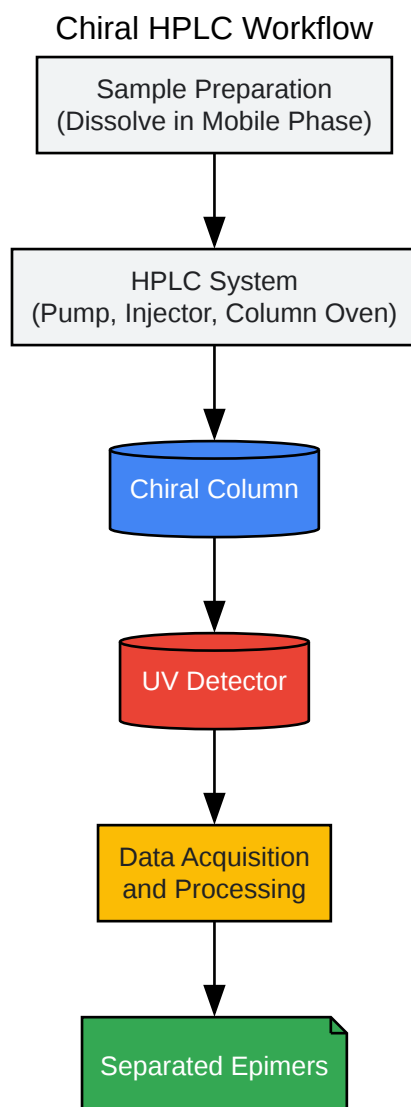 Chiral HPLC Workflow
Sample Preparation
(Dissolve in Mobile Phase)
HPLC System
(Pump, Injector, Column Oven)
Chiral Column
UV Detector
Data Acquisition
and Processing
Separated Epimers